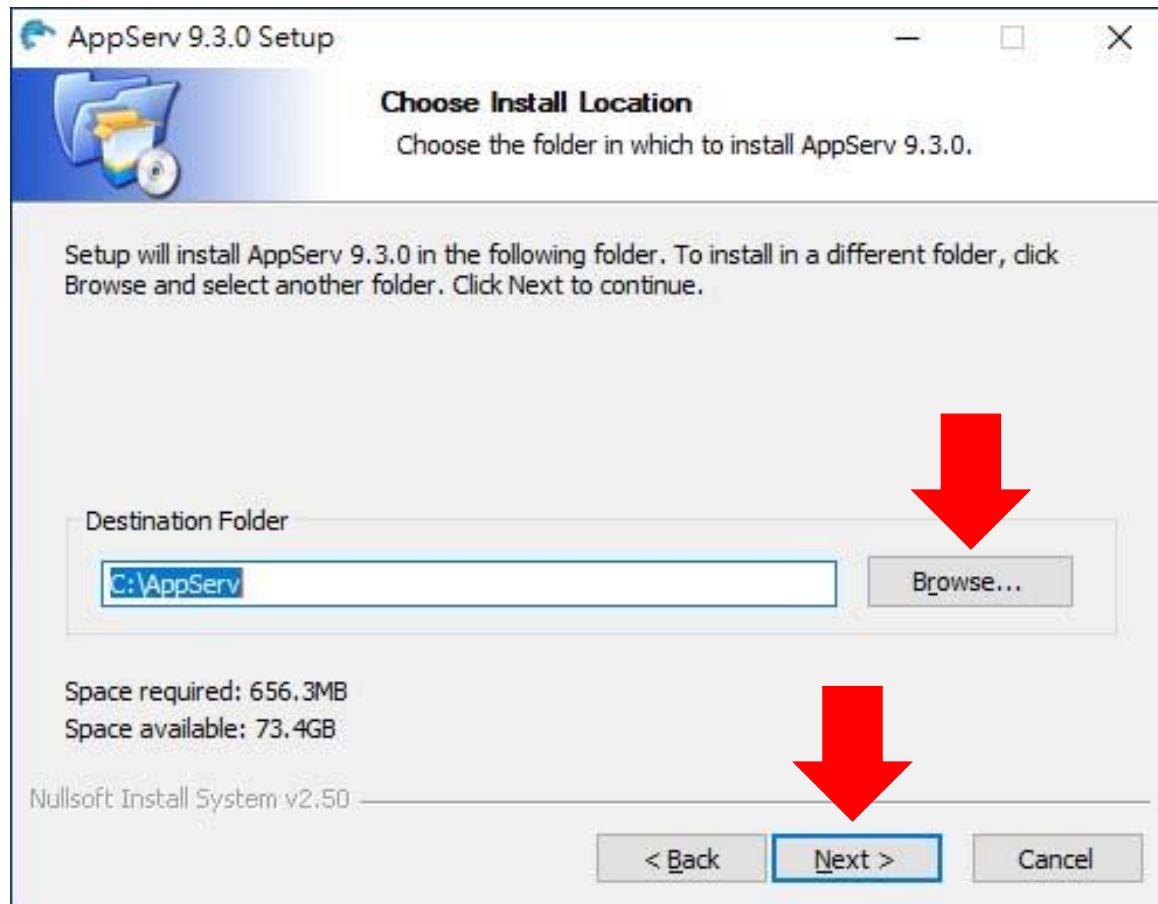 AppServ 9.3.0 Setup
Choose Install Location
Choose the folder in which to install AppServ 9.3.0.
Setup will install AppServ 9.3.0 in the following folder. To install in a different folder, click
Browse and select another folder. Click Next to continue.
Destination Folder
C:\AppServ
Browse...
Space required: 656.3MB
Space available: 73.4GB
Nullsoft Install System v2.50
< Back
Next >
Cancel